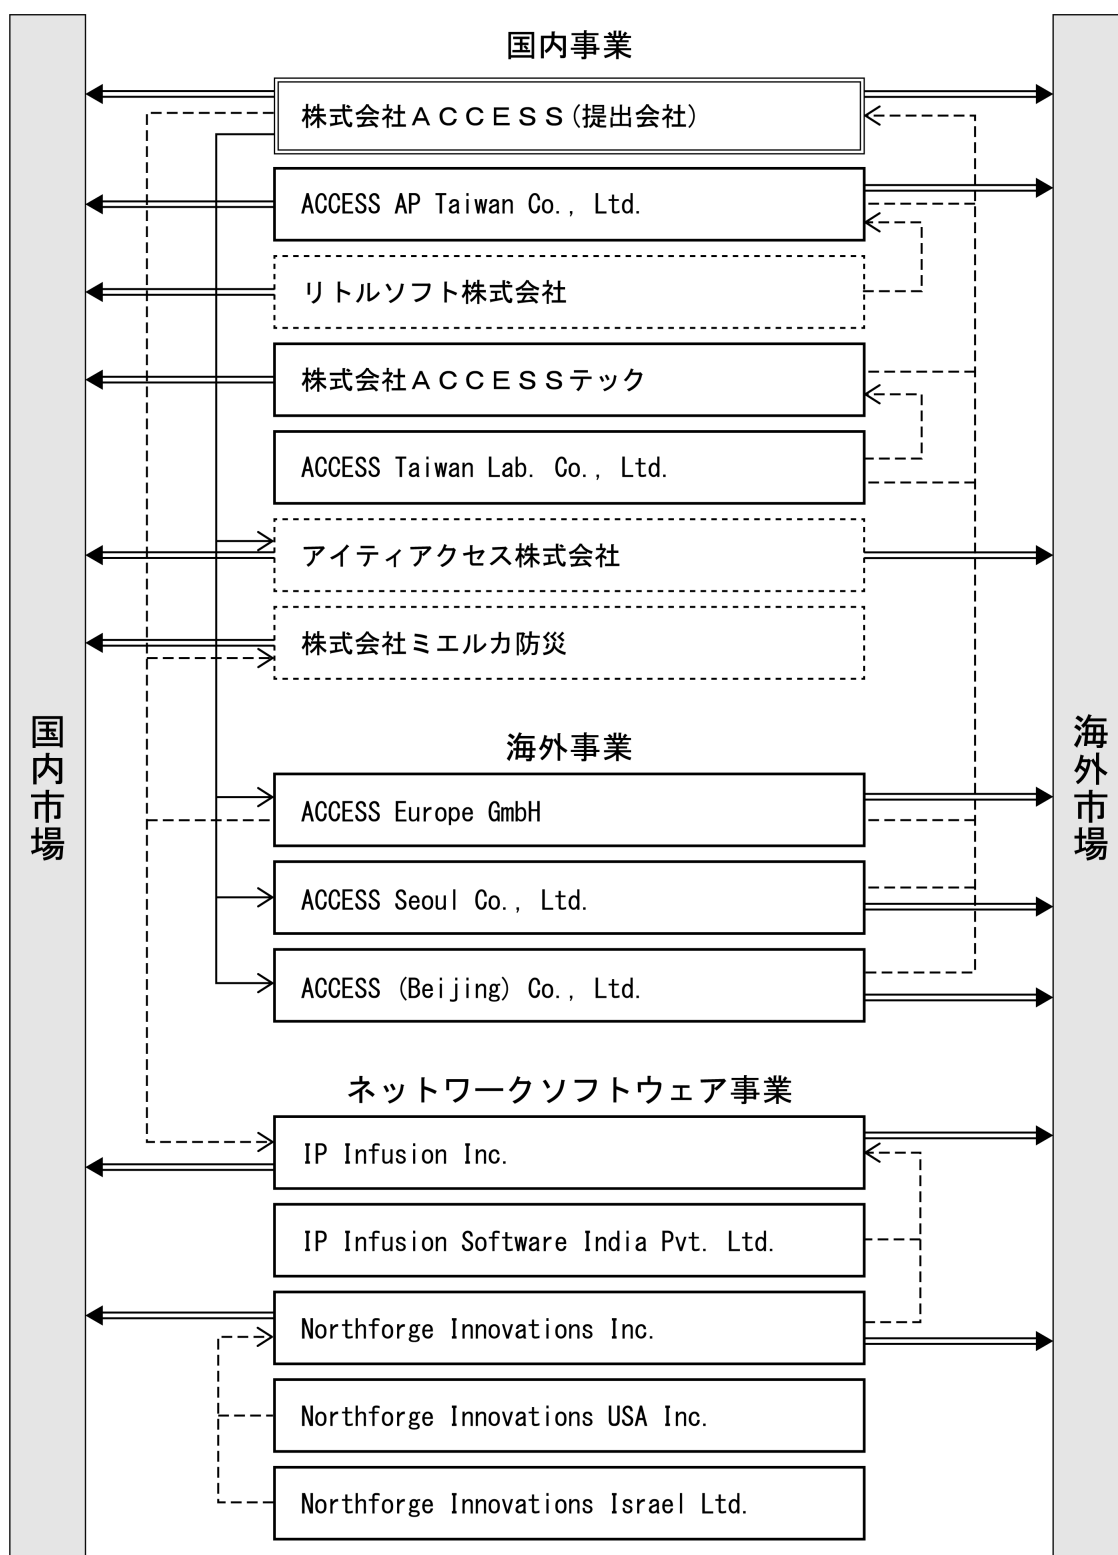 国内事業
株式会社ＡＣＣＥＳＳ(提出会社)
ACCESS AP Taiwan Co., Ltd.
リトルソフト株式会社
株式会社ＡＣＣＥＳＳテック
ACCESS Taiwan Lab. Co., Ltd.
アイティアクセス株式会社
株式会社ミエルカ防災
国内市場
海外市場
海外事業
ACCESS Europe GmbH
ACCESS Seoul Co., Ltd.
ACCESS (Beijing) Co., Ltd.
ネットワークソフトウェア事業
IP Infusion Inc.
IP Infusion Software India Pvt. Ltd.
Northforge Innovations Inc.
Northforge Innovations USA Inc.
Northforge Innovations Israel Ltd.